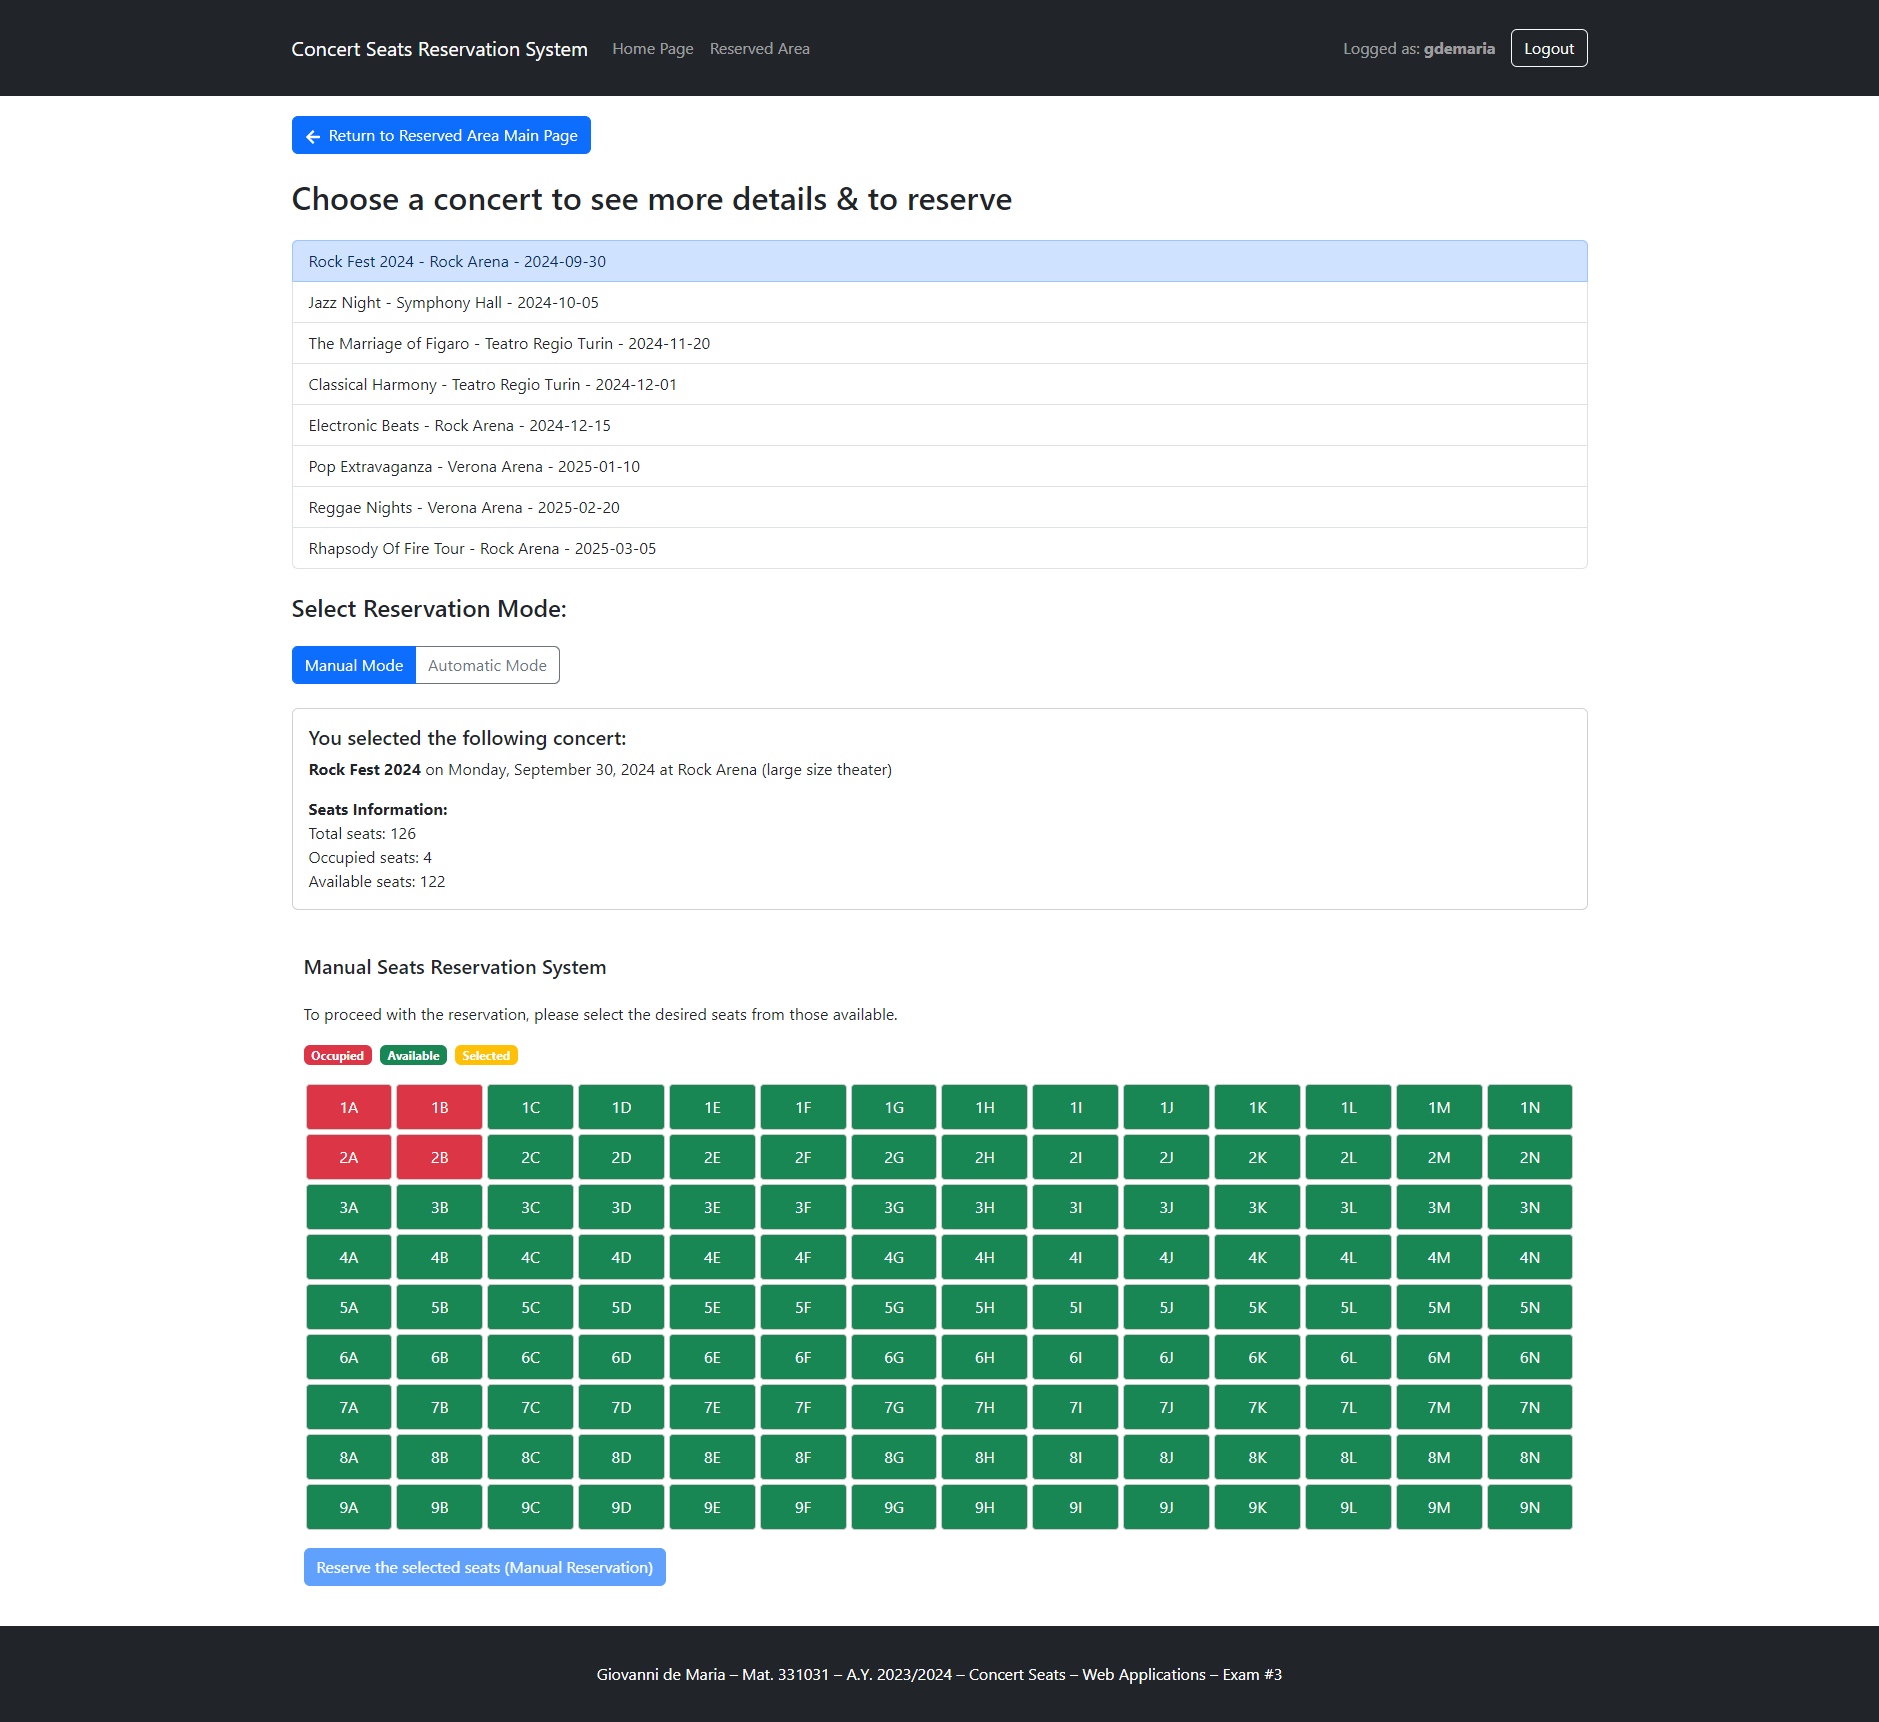 Concert Seats Reservation System Home Page Reserved Area Logged as: gdemaria Logout
Return to Reserved Area Main Page
Choose a concert to see more details & to reserve
Rock Fest 2024 - Rock Arena - 2024-09-30
Jazz Night - Symphony Hall - 2024-10-05
The Marriage of Figaro - Teatro Regio Turin - 2024-11-20
Classical Harmony - Teatro Regio Turin - 2024-12-01
Electronic Beats - Rock Arena - 2024-12-15
Pop Extravaganza - Verona Arena - 2025-01-10
Reggae Nights - Verona Arena - 2025-02-20
Rhapsody Of Fire Tour - Rock Arena - 2025-03-05
Select Reservation Mode:
Manual Mode Automatic Mode
You selected the following concert:
Rock Fest 2024 on Monday, September 30, 2024 at Rock Arena (large size theater)
Seats Information:
Total seats: 126
Occupied seats: 4
Available seats: 122
Manual Seats Reservation System
To proceed with the reservation, please select the desired seats from those available.
Occupied Available Selected
1A 1B 1C 1D 1E 1F 1G 1H 1I 1J 1K 1L 1M 1N
2A 2B 2C 2D 2E 2F 2G 2H 2I 2J 2K 2L 2M 2N
3A 3B 3C 3D 3E 3F 3G 3H 3I 3J 3K 3L 3M 3N
4A 4B 4C 4D 4E 4F 4G 4H 4I 4J 4K 4L 4M 4N
5A 5B 5C 5D 5E 5F 5G 5H 5I 5J 5K 5L 5M 5N
6A 6B 6C 6D 6E 6F 6G 6H 6I 6J 6K 6L 6M 6N
7A 7B 7C 7D 7E 7F 7G 7H 7I 7J 7K 7L 7M 7N
8A 8B 8C 8D 8E 8F 8G 8H 8I 8J 8K 8L 8M 8N
9A 9B 9C 9D 9E 9F 9G 9H 9I 9J 9K 9L 9M 9N
Reserve the selected seats (Manual Reservation)
Giovanni de Maria – Mat. 331031 – A.Y. 2023/2024 – Concert Seats – Web Applications – Exam #3